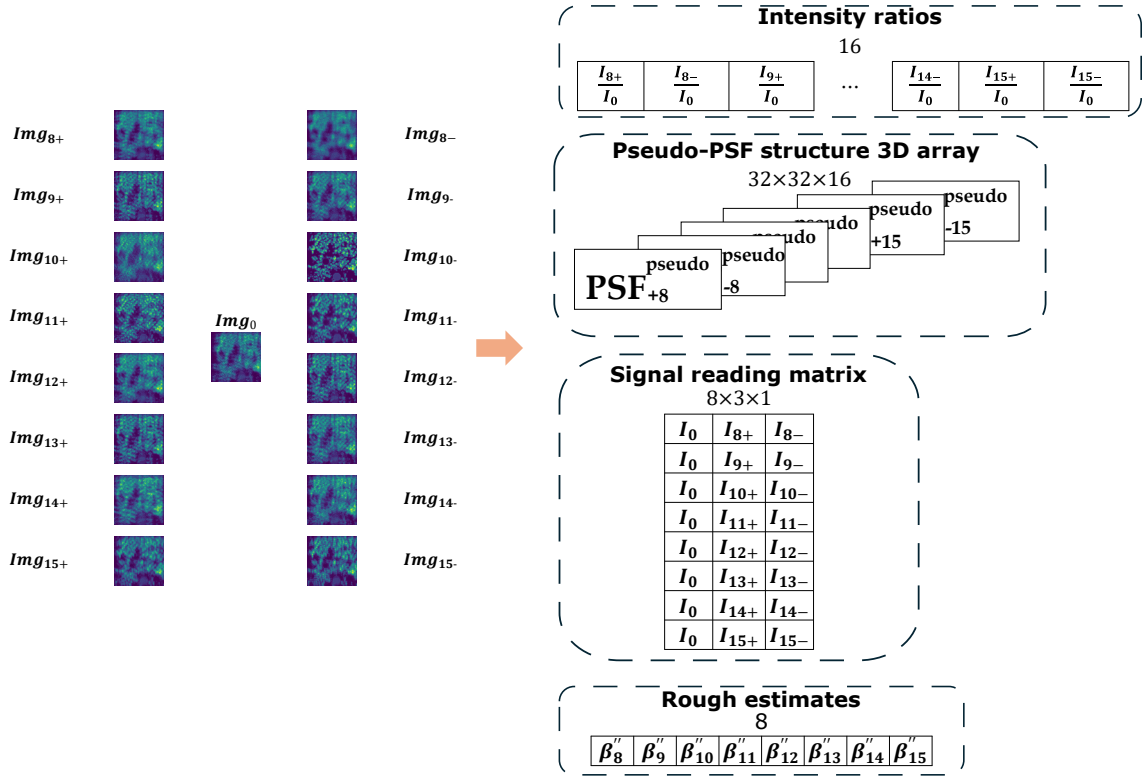 Img8+
Img8−
Img9+
Img9-
Img10+
Img10-
Img11+
Img11-
Img0
Img12+
Img12-
Img13+
Img13-
Img14+
Img14-
Img15+
Img15-
Intensity ratios
16
I8+/I0 I8−/I0 I9+/I0 ... I14−/I0 I15+/I0 I15−/I0
Pseudo-PSF structure 3D array
32×32×16
PSF pseudo +8
pseudo -8
pseudo
pseudo
pseudo +15
pseudo -15
Signal reading matrix
8×3×1
I0 I8+ I8−
I0 I9+ I9−
I0 I10+ I10−
I0 I11+ I11−
I0 I12+ I12−
I0 I13+ I13−
I0 I14+ I14−
I0 I15+ I15−
Rough estimates
8
β″8 β″9 β″10 β″11 β″12 β″13 β″14 β″15